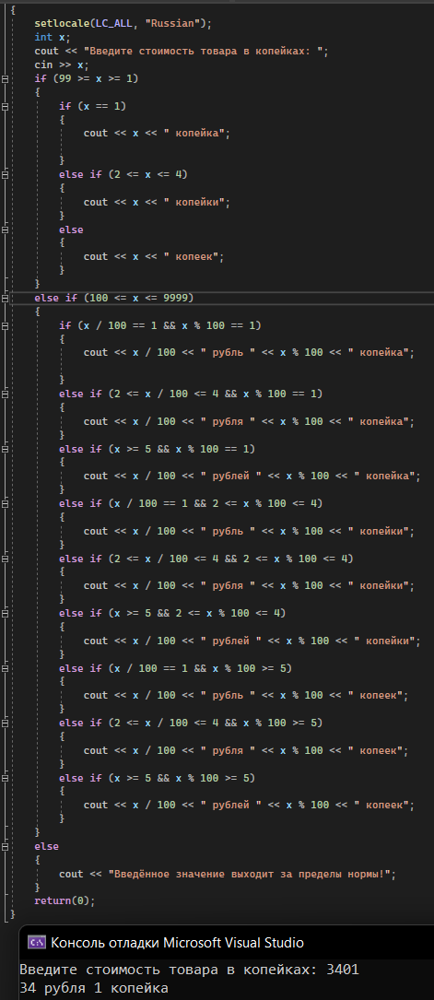 {
setlocale(LC_ALL, "Russian");
int x;
cout << "Введите стоимость товара в копейках: ";
cin >> x;
if (99 >= x >= 1)
{
if (x == 1)
{
cout << x << " копейка";
}
else if (2 <= x <= 4)
{
cout << x << " копейки";
}
else
{
cout << x << " копеек";
}
}
else if (100 <= x <= 9999)
{
if (x / 100 == 1 && x % 100 == 1)
{
cout << x / 100 << " рубль " << x % 100 << " копейка";
}
else if (2 <= x / 100 <= 4 && x % 100 == 1)
{
cout << x / 100 << " рубля " << x % 100 << " копейка";
}
else if (x >= 5 && x % 100 == 1)
{
cout << x / 100 << " рублей " << x % 100 << " копейка";
}
else if (x / 100 == 1 && 2 <= x % 100 <= 4)
{
cout << x / 100 << " рубль " << x % 100 << " копейки";
}
else if (2 <= x / 100 <= 4 && 2 <= x % 100 <= 4)
{
cout << x / 100 << " рубля " << x % 100 << " копейки";
}
else if (x >= 5 && 2 <= x % 100 <= 4)
{
cout << x / 100 << " рублей " << x % 100 << " копейки";
}
else if (x / 100 == 1 && x % 100 >= 5)
{
cout << x / 100 << " рубль " << x % 100 << " копеек";
}
else if (2 <= x / 100 <= 4 && x % 100 >= 5)
{
cout << x / 100 << " рубля " << x % 100 << " копеек";
}
else if (x >= 5 && x % 100 >= 5)
{
cout << x / 100 << " рублей " << x % 100 << " копеек";
}
}
else
{
cout << "Введённое значение выходит за пределы нормы!";
}
return(0);
}
Консоль отладки Microsoft Visual Studio
Введите стоимость товара в копейках: 3401
34 рубля 1 копейка